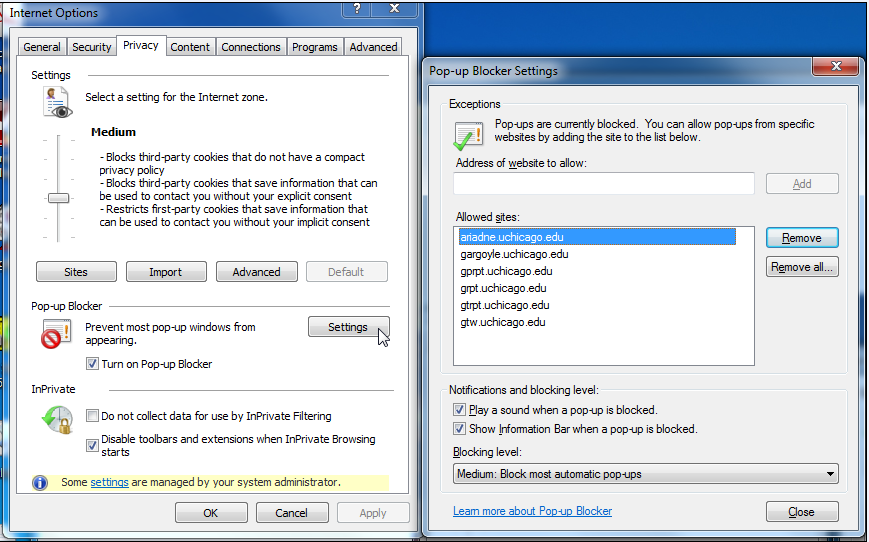 Internet Options
?
X
General
Security
Privacy
Content
Connections
Programs
Advanced
Settings
Select a setting for the Internet zone.
Medium
- Blocks third-party cookies that do not have a compact
privacy policy
- Blocks third-party cookies that save information that can
be used to contact you without your explicit consent
- Restricts first-party cookies that save information that
can be used to contact you without your implicit consent
Sites
Import
Advanced
Default
Pop-up Blocker
Prevent most pop-up windows from
appearing.
Settings
Turn on Pop-up Blocker
InPrivate
Do not collect data for use by InPrivate Filtering
Disable toolbars and extensions when InPrivate Browsing
starts
Some settings are managed by your system administrator.
OK
Cancel
Apply
Pop-up Blocker Settings
X
Exceptions
Pop-ups are currently blocked. You can allow pop-ups from specific
websites by adding the site to the list below.
Address of website to allow:
Add
Allowed sites:
ariadne.uchicago.edu
gargoyle.uchicago.edu
gprpt.uchicago.edu
grpt.uchicago.edu
gtrpt.uchicago.edu
gtw.uchicago.edu
Remove
Remove all...
Notifications and blocking level:
Play a sound when a pop-up is blocked.
Show Information Bar when a pop-up is blocked.
Blocking level:
Medium: Block most automatic pop-ups
Learn more about Pop-up Blocker
Close